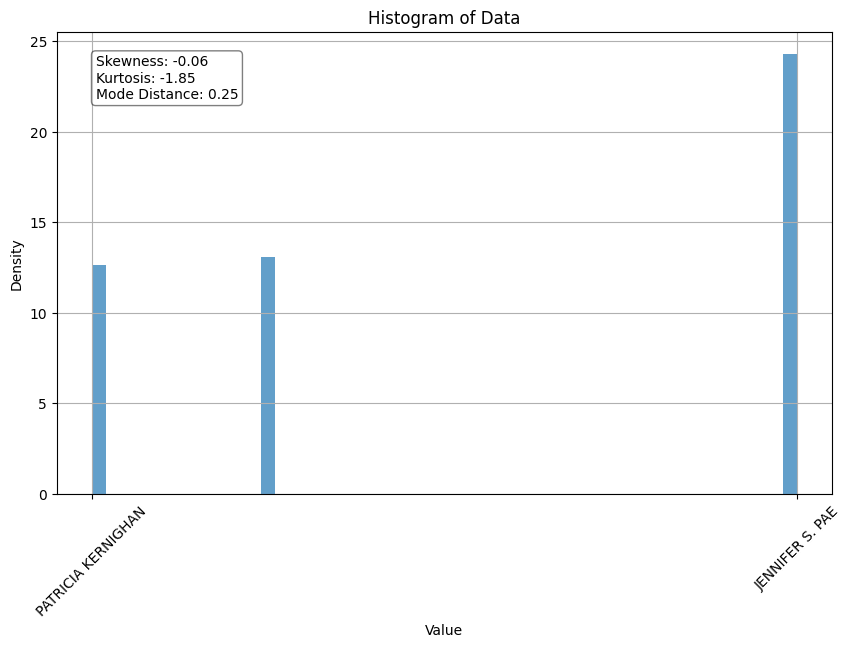 Histogram of Data
25
20
15
10
5
0
Density
Skewness: -0.06
Kurtosis: -1.85
Mode Distance: 0.25
PATRICIA KERNIGHAN
JENNIFER S. PAE
Value